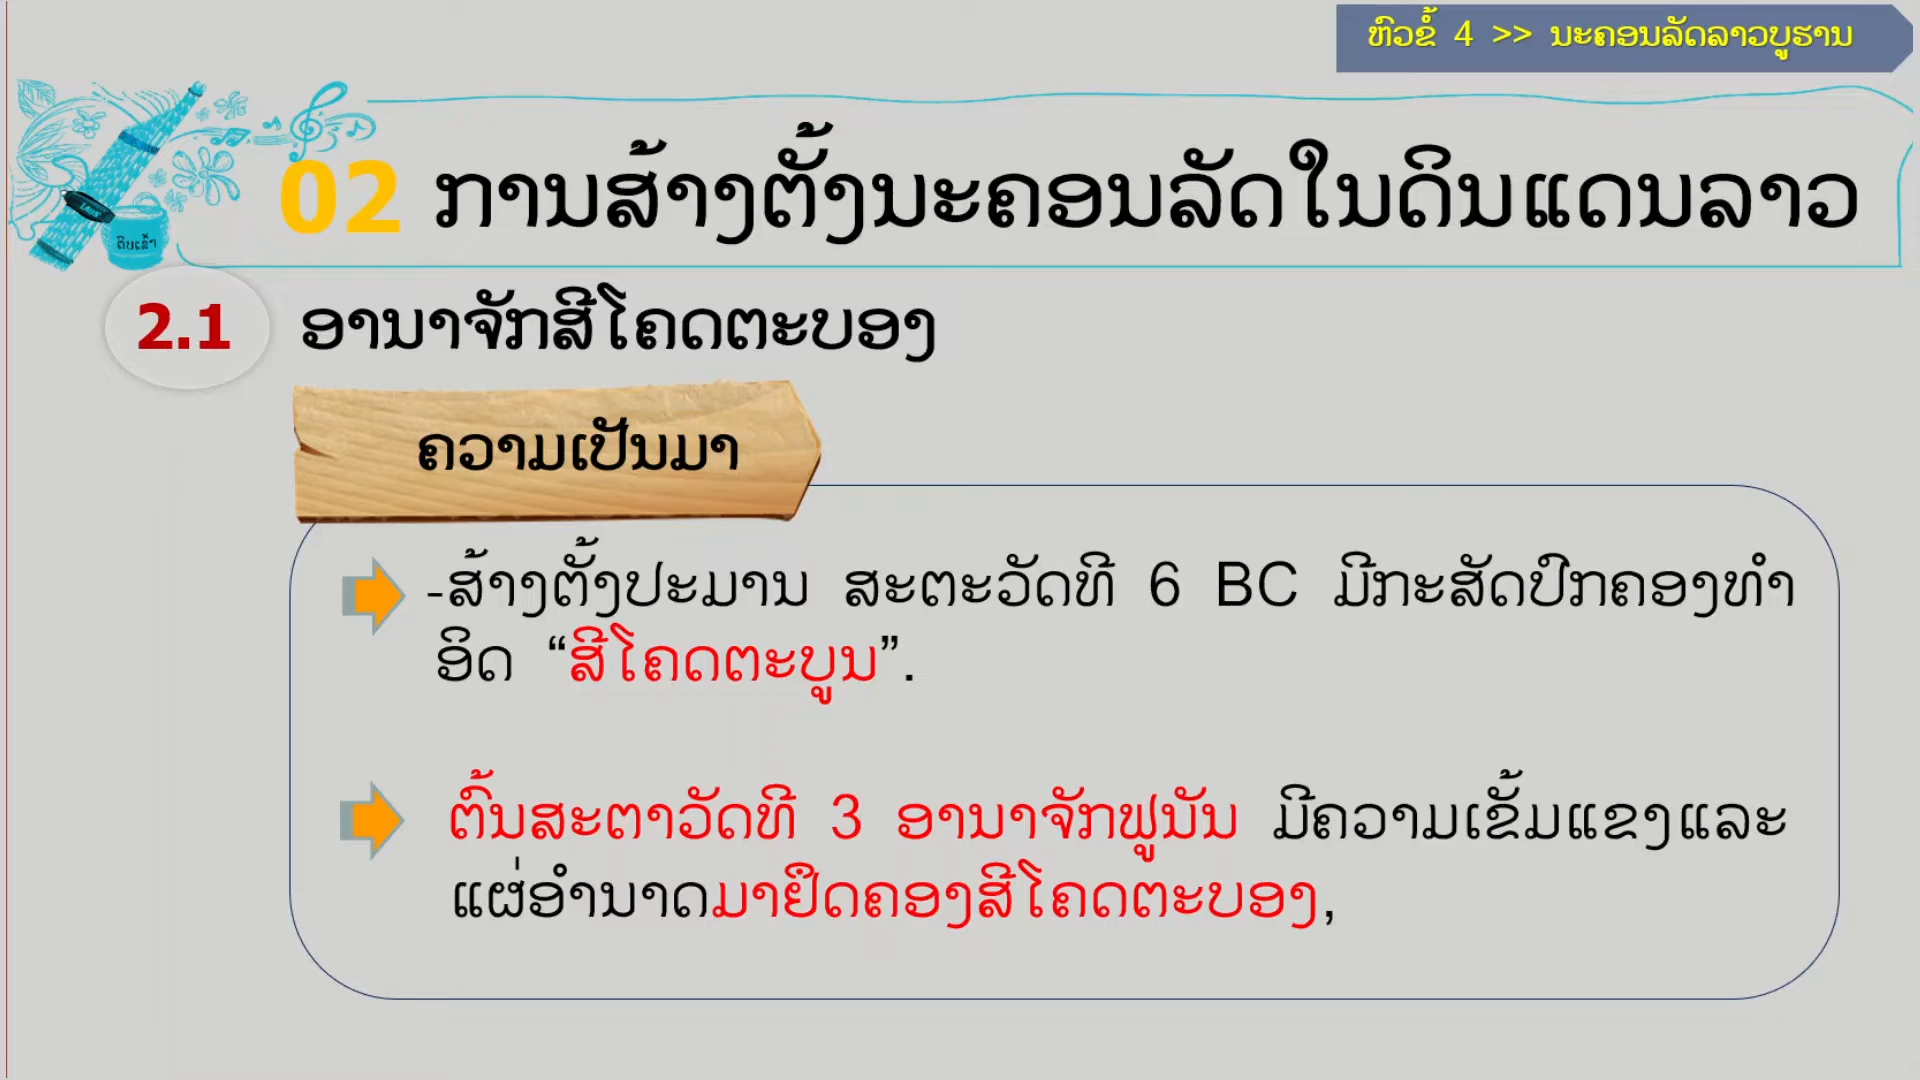 ຫົວຂໍ້ 4 >> ນະຄອນລັດລາວບູຮານ
02 ການສ້າງຕັ້ງນະຄອນລັດໃນດິນແດນລາວ
ຕິບເຂົ້າ
LAOS
2.1 ອານາຈັກສີໂຄດຕະບອງ
ຄວາມເປັນມາ
-ສ້າງຕັ້ງປະມານ ສະຕະວັດທີ 6 BC ມີກະສັດປົກຄອງທຳ
ອິດ “ສີໂຄດຕະບູນ”.
ຕົ້ນສະຕາວັດທີ 3 ອານາຈັກຟູນັນ ມີຄວາມເຂັ້ມແຂງແລະ
ແຜ່ອຳນາດມາຢຶດຄອງສີໂຄດຕະບອງ,